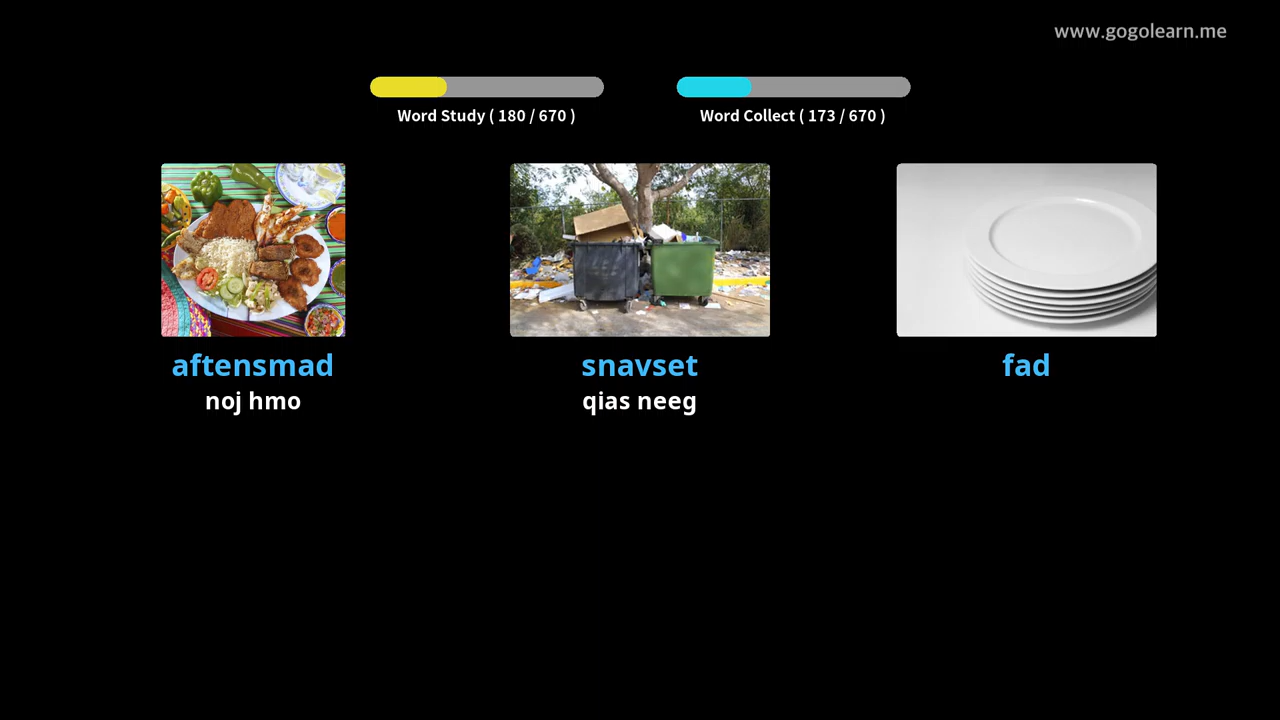 www.gogolearn.me
Word Study ( 180 / 670 )
Word Collect ( 173 / 670 )
aftensmad
noj hmo
snavset
qias neeg
fad